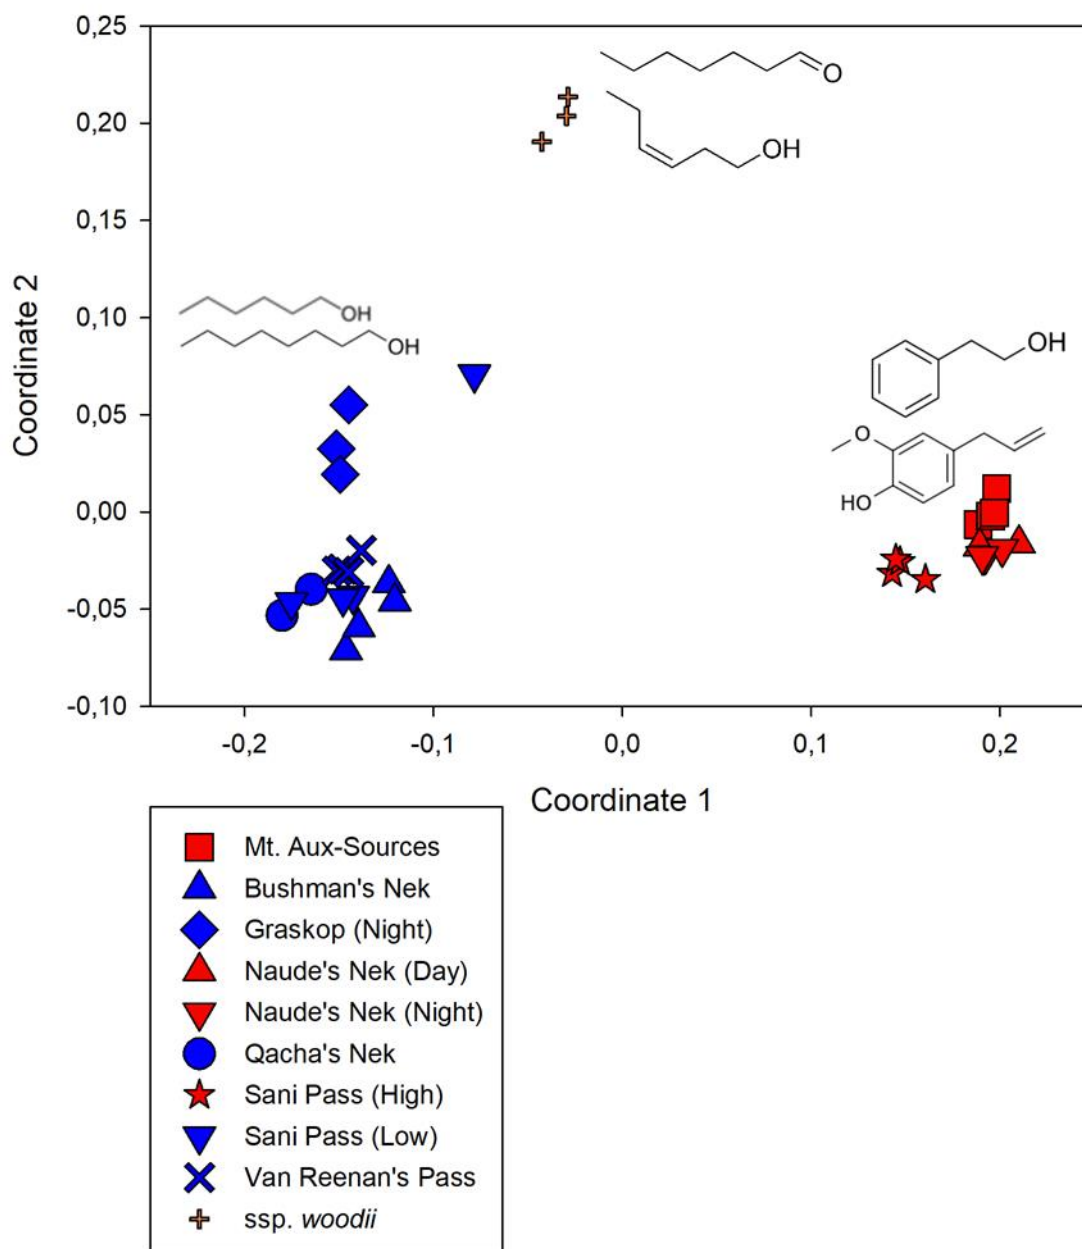 0,25
0,20
0,15
0,10
0,05
0,00
-0,05
-0,10
Coordinate 2
O
OH
OH
OH
OH
O
HO
-0,2 -0,1 0,0 0,1 0,2
Coordinate 1
Mt. Aux-Sources
Bushman's Nek
Graskop (Night)
Naude's Nek (Day)
Naude's Nek (Night)
Qacha's Nek
Sani Pass (High)
Sani Pass (Low)
Van Reenan's Pass
ssp. woodii